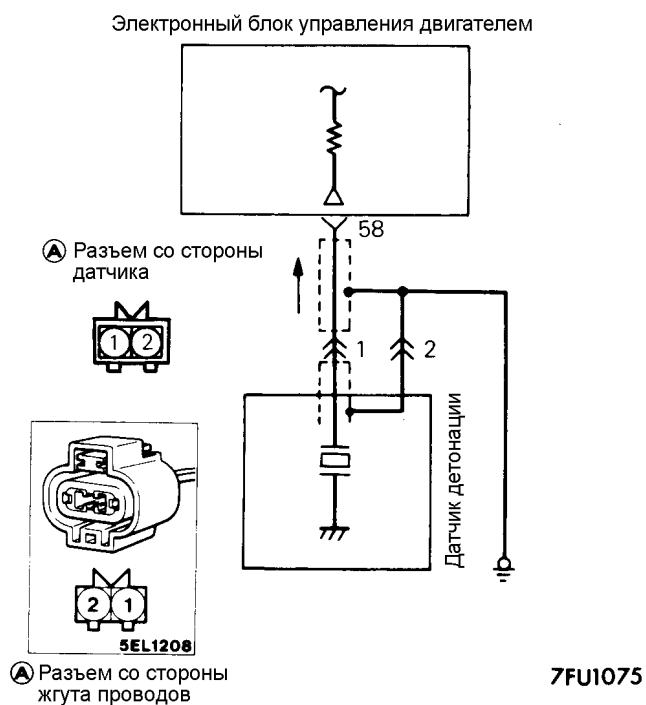 Электронный блок управления двигателем
58
А Разъем со стороны
датчика
1 2
1
2
Датчик детонации
2 1
5EL1208
А Разъем со стороны
жгута проводов
7FU1075